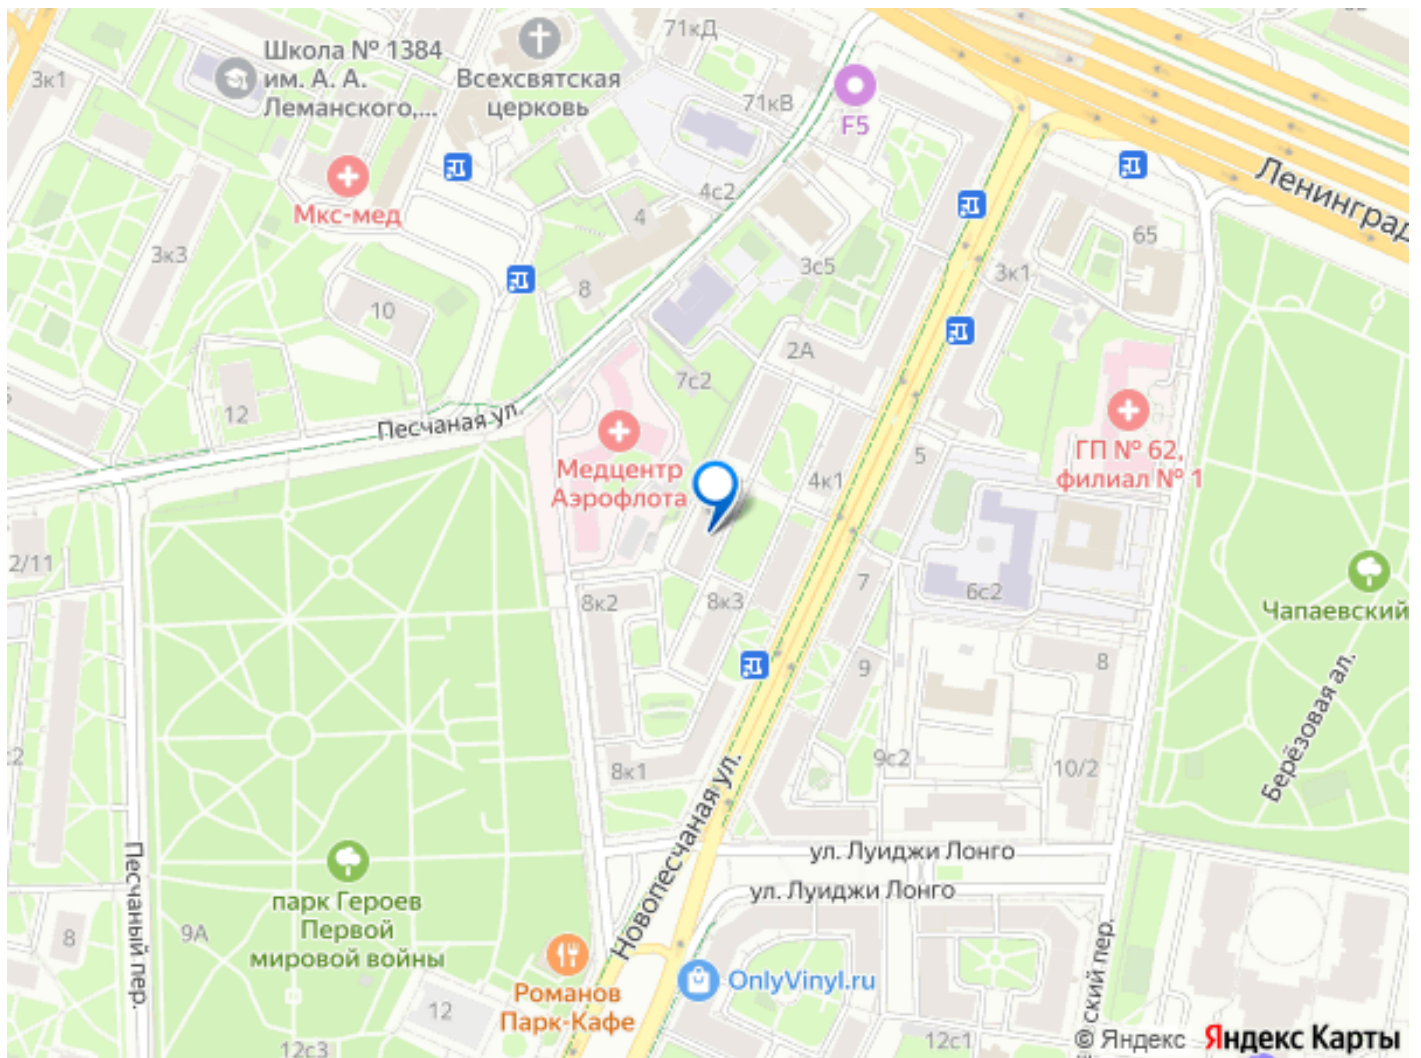 71кД
Школа № 1384
им. А. А.
Леманского,...
Всехсвятская
церковь
3к1
71кВ
F5
Ленинград
Мкс-мед
4с2
4
65
3к3
3с5
3к1
8
10
2А
7с2
12
Песчаная ул.
Медцентр
Аэрофлота
4к1
5
ГП № 62,
филиал № 1
2/11
8к2
8к3
7
6с2
Чапаевский
9
8
Берёзовая ал.
9с2
8к1
10/2
Новопесчаная ул.
ул. Луиджи Лонго
ул. Луиджи Лонго
Песчаный пер.
парк Героев
Первой
мировой войны
9А
8
Романов
Парк-Кафе
OnlyVinyl.ru
12
12с3
12с1
ский пер.
© Яндекс Яндекс Карты